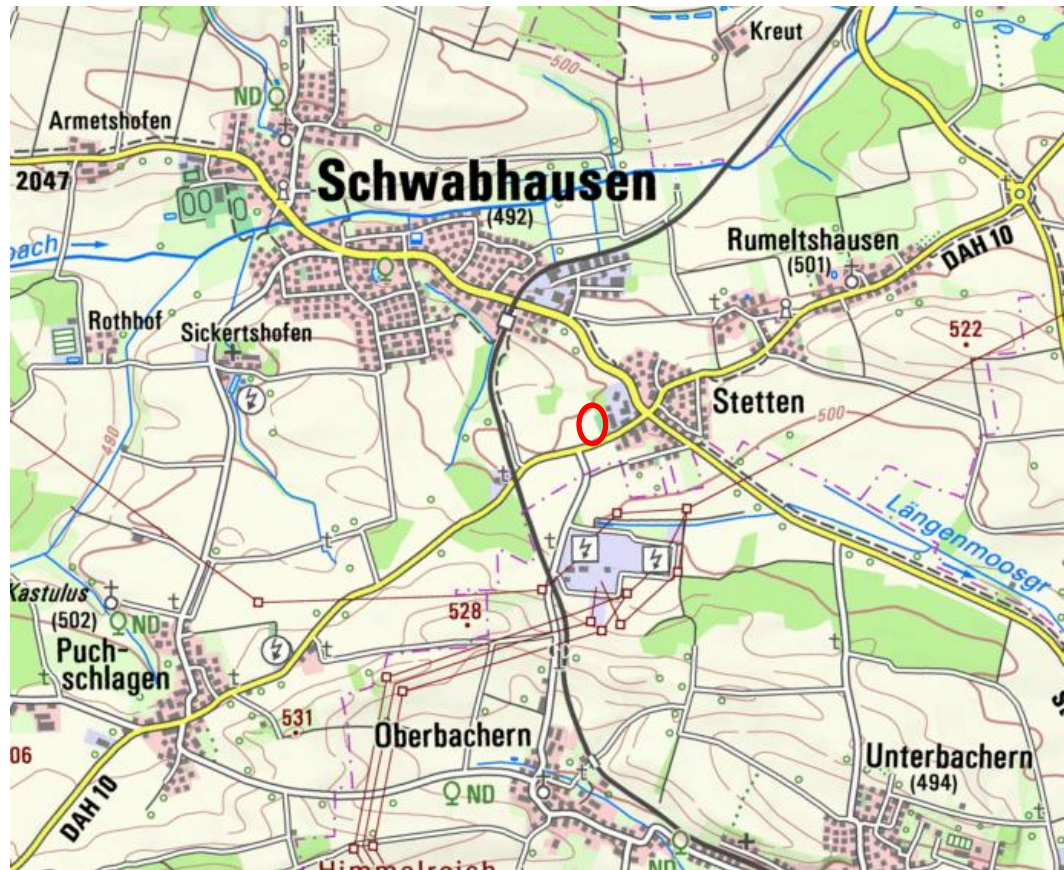 Kreut
500
ND
Armetshofen
2047
Schwabhausen
(492)
bach
Rumeltshausen
(501)
DAH 10
Rothhof
Sickertshofen
522
Stetten
500
490
Längenmoosgr
Kastulus
(502)
ND
528
Puch-
schlagen
531
Oberbachern
06
Unterbachern
(494)
ND
DAH 10
ND
Himmelreich